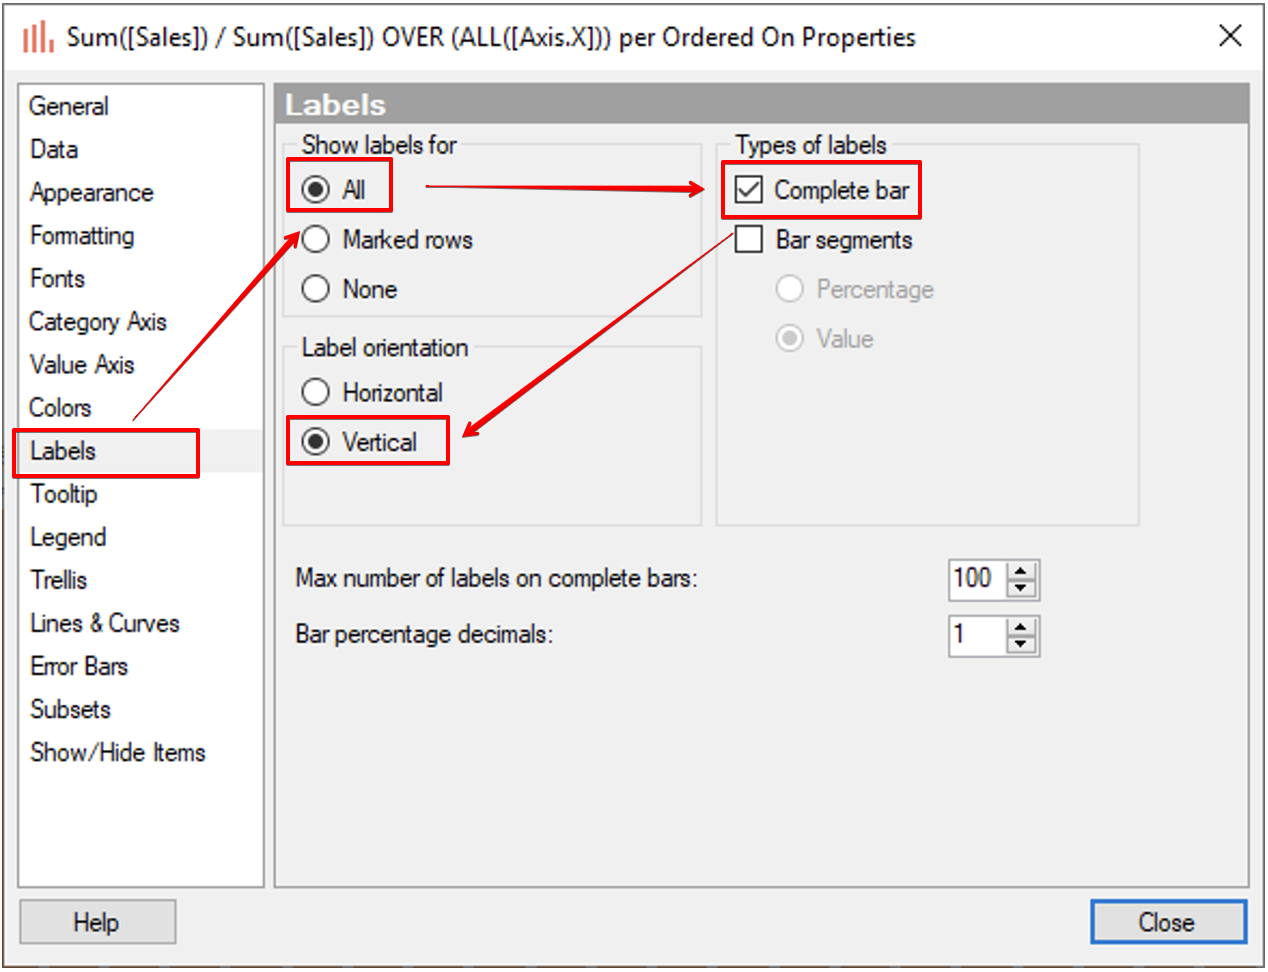 Sum([Sales]) / Sum([Sales]) OVER (ALL([Axis.X])) per Ordered On Properties
General
Data
Appearance
Formatting
Fonts
Category Axis
Value Axis
Colors
Labels
Tooltip
Legend
Trellis
Lines & Curves
Error Bars
Subsets
Show/Hide Items
Labels
Show labels for
All
Marked rows
None
Label orientation
Horizontal
Vertical
Types of labels
Complete bar
Bar segments
Percentage
Value
Max number of labels on complete bars: 100
Bar percentage decimals: 1
Help
Close